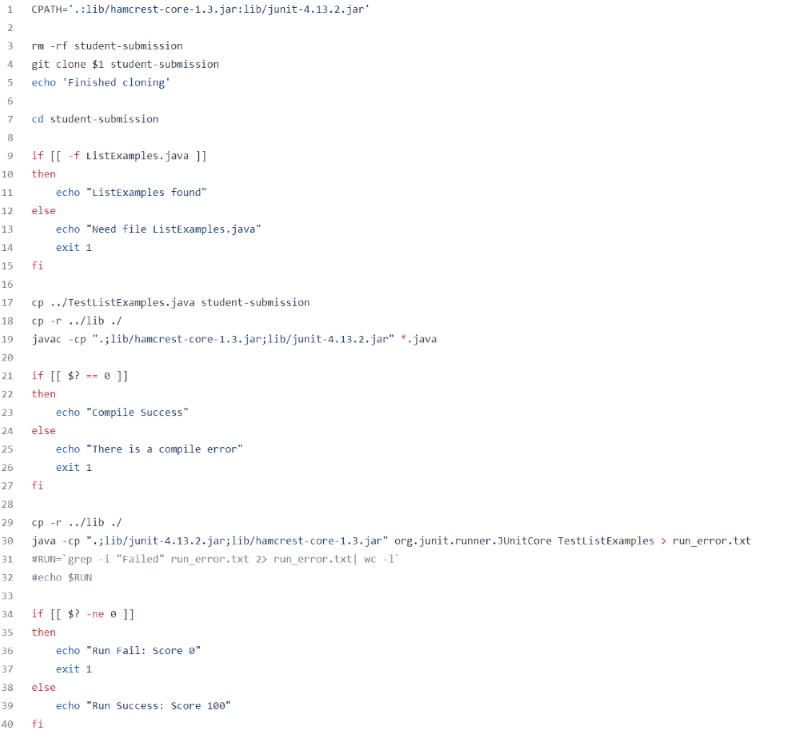 1 CPATH='.:lib/hamcrest-core-1.3.jar:lib/junit-4.13.2.jar'
2
3 rm -rf student-submission
4 git clone $1 student-submission
5 echo 'Finished cloning'
6
7 cd student-submission
8
9 if [[ -f ListExamples.java ]]
10 then
11     echo "ListExamples found"
12 else
13     echo "Need file ListExamples.java"
14     exit 1
15 fi
16
17 cp ../TestListExamples.java student-submission
18 cp -r ../lib ./
19 javac -cp ".;lib/hamcrest-core-1.3.jar;lib/junit-4.13.2.jar" *.java
20
21 if [[ $? == 0 ]]
22 then
23     echo "Compile Success"
24 else
25     echo "There is a compile error"
26     exit 1
27 fi
28
29 cp -r ../lib ./
30 java -cp ".;lib/junit-4.13.2.jar;lib/hamcrest-core-1.3.jar" org.junit.runner.JUnitCore TestListExamples > run_error.txt
31 #RUN=`grep -i "Failed" run_error.txt 2> run_error.txt| wc -l`
32 #echo $RUN
33
34 if [[ $? -ne 0 ]]
35 then
36     echo "Run Fail: Score 0"
37     exit 1
38 else
39     echo "Run Success: Score 100"
40 fi